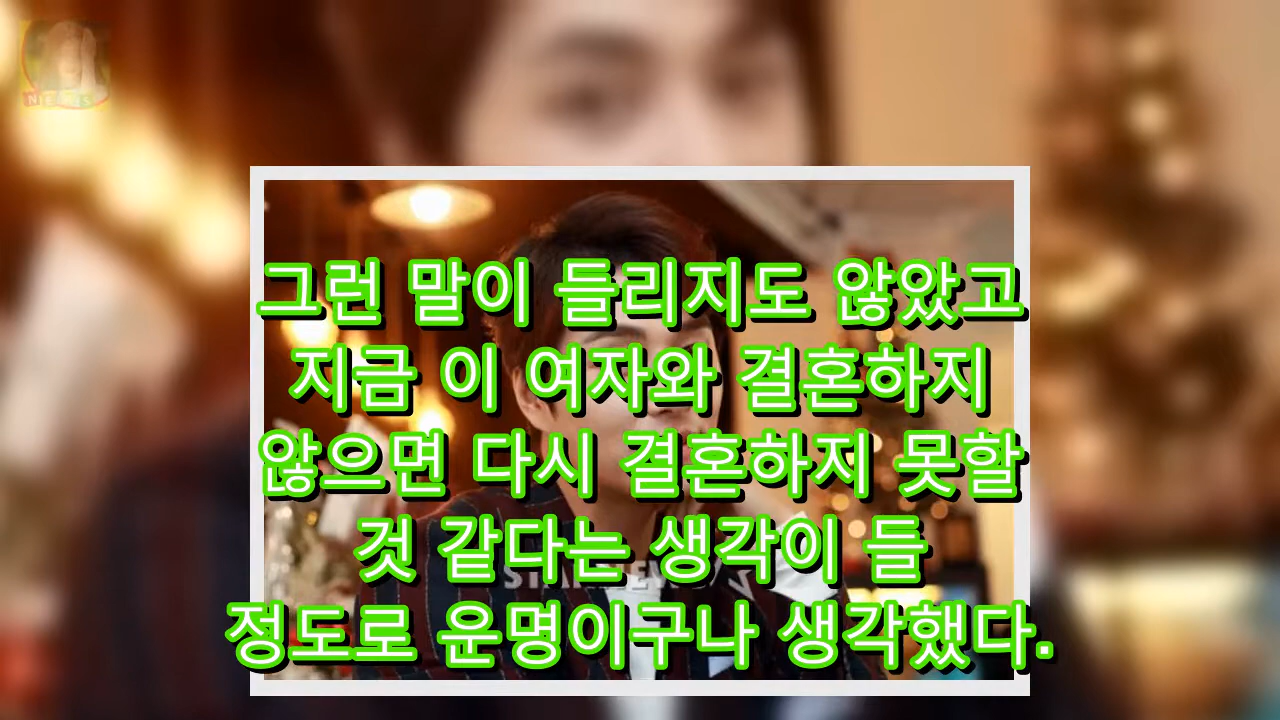 NEWS
그런 말이 들리지도 않았고
지금 이 여자와 결혼하지
않으면 다시 결혼하지 못할
것 같다는 생각이 들
정도로 운명이구나 생각했다.